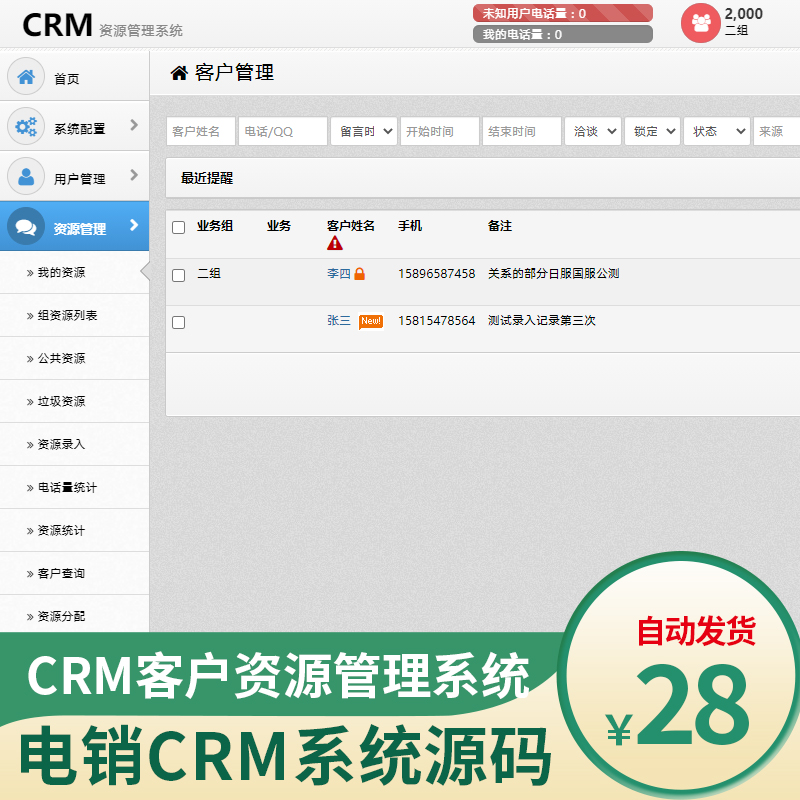 CRM 资源管理系统
未知用户电话量：0
我的电话量：0
2,000
二组
首页
系统配置
用户管理
资源管理
» 我的资源
» 组资源列表
» 公共资源
» 垃圾资源
» 资源录入
» 电话量统计
» 资源统计
» 客户查询
» 资源分配
客户管理
客户姓名 电话/QQ 留言时 开始时间 结束时间 洽谈 锁定 状态 来源
最近提醒
业务组 业务 客户姓名 手机 备注
二组 李四 15896587458 关系的部分日服国服公测
张三 New! 15815478564 测试录入记录第三次
自动发货
¥28
CRM客户资源管理系统
电销CRM系统源码